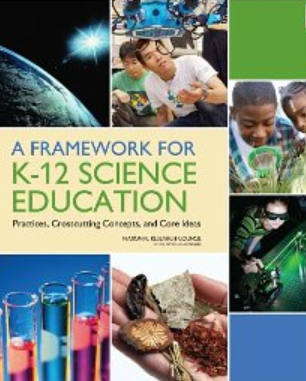 A FRAMEWORK FOR
K-12 SCIENCE
EDUCATION
Practices, Crosscutting Concepts, and Core Ideas
NATIONAL RESEARCH COUNCIL